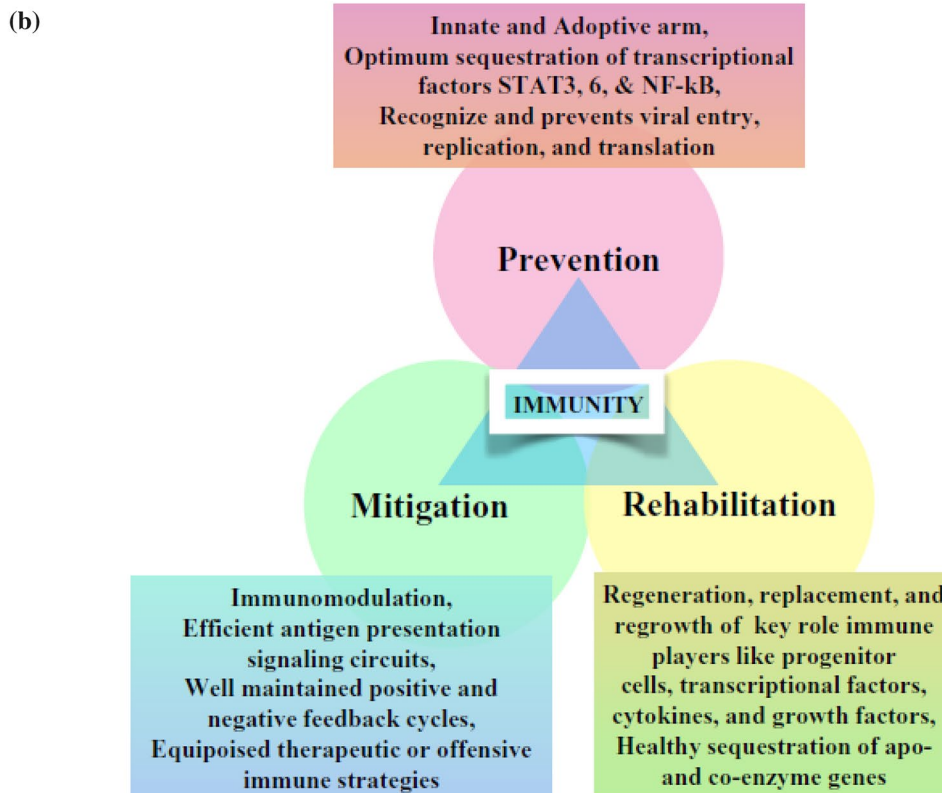 (b)
Innate and Adoptive arm,
Optimum sequestration of transcriptional
factors STAT3, 6, & NF-kB,
Recognize and prevents viral entry,
replication, and translation
Prevention
IMMUNITY
Mitigation
Rehabilitation
Immunomodulation,
Efficient antigen presentation
signaling circuits,
Well maintained positive and
negative feedback cycles,
Equipoised therapeutic or offensive
immune strategies
Regeneration, replacement, and
regrowth of key role immune
players like progenitor
cells, transcriptional factors,
cytokines, and growth factors,
Healthy sequestration of apo-
and co-enzyme genes